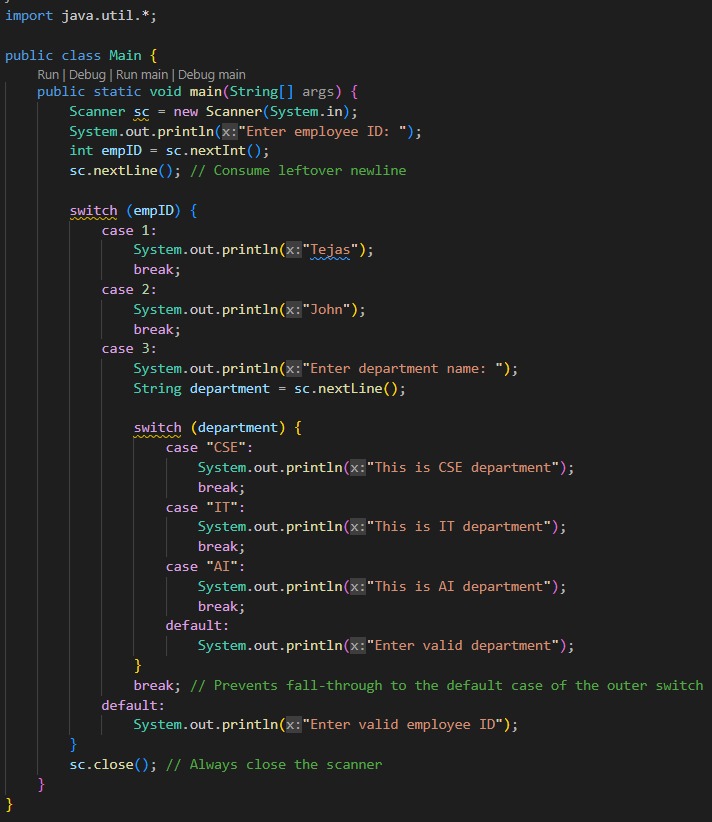 import java.util.*;
public class Main {
Run | Debug | Run main | Debug main
public static void main(String[] args) {
Scanner sc = new Scanner(System.in);
System.out.println(x:"Enter employee ID: ");
int empID = sc.nextInt();
sc.nextLine(); // Consume leftover newline
switch (empID) {
case 1:
System.out.println(x:"Tejas");
break;
case 2:
System.out.println(x:"John");
break;
case 3:
System.out.println(x:"Enter department name: ");
String department = sc.nextLine();
switch (department) {
case "CSE":
System.out.println(x:"This is CSE department");
break;
case "IT":
System.out.println(x:"This is IT department");
break;
case "AI":
System.out.println(x:"This is AI department");
break;
default:
System.out.println(x:"Enter valid department");
}
break; // Prevents fall-through to the default case of the outer switch
default:
System.out.println(x:"Enter valid employee ID");
}
sc.close(); // Always close the scanner
}
}